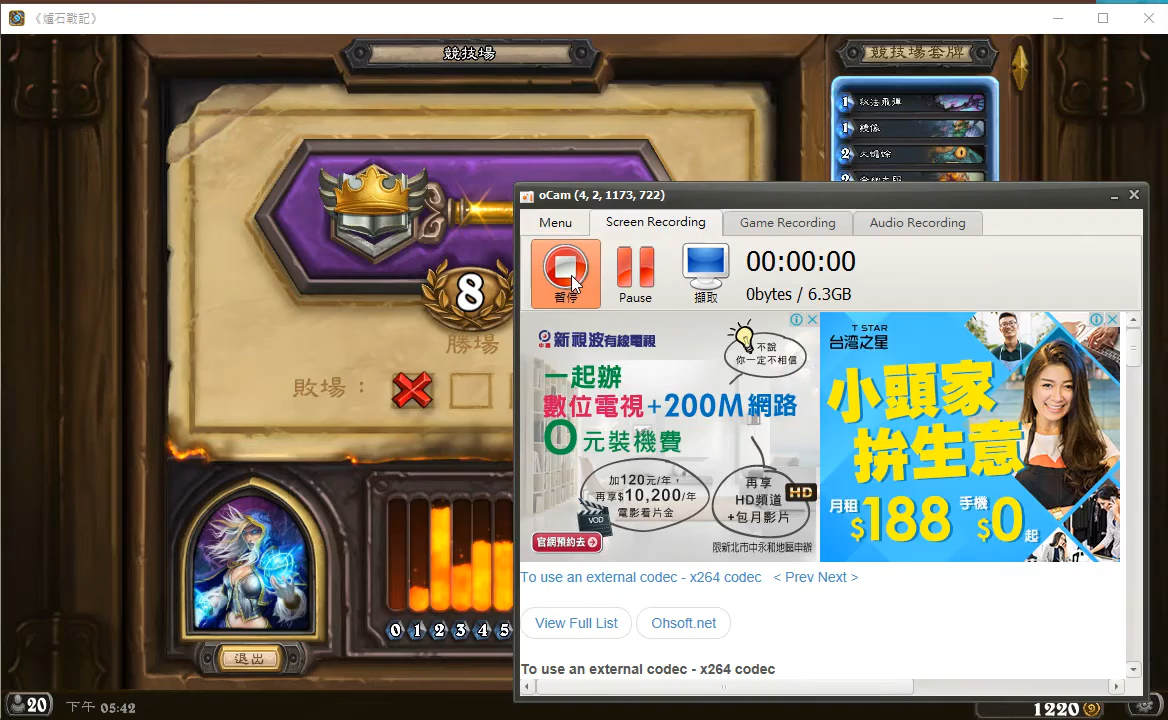 《爐石戰記》
競技場
競技場套牌
1 秘法飛彈
1 鏡像
2
2
8
勝場
敗場：
0 1 2 3 4 5
退出
20 下午 05:42
1220
oCam (4, 2, 1173, 722)
Menu Screen Recording Game Recording Audio Recording
暫停 Pause 擷取
00:00:00
0bytes / 6.3GB
新視波有線電視
不說
你一定不相信
一起辦
數位電視+200M網路
0元裝機費
加120元/年,
再享$10,200/年
電影看片金
VOD
再享
HD頻道
+包月影片
HD
官網預約去
限新北市中永和地區申辦
T STAR
台灣之星
小頭家
拚生意
月租$188 手機$0起
To use an external codec - x264 codec < Prev Next >
View Full List Ohsoft.net
To use an external codec - x264 codec